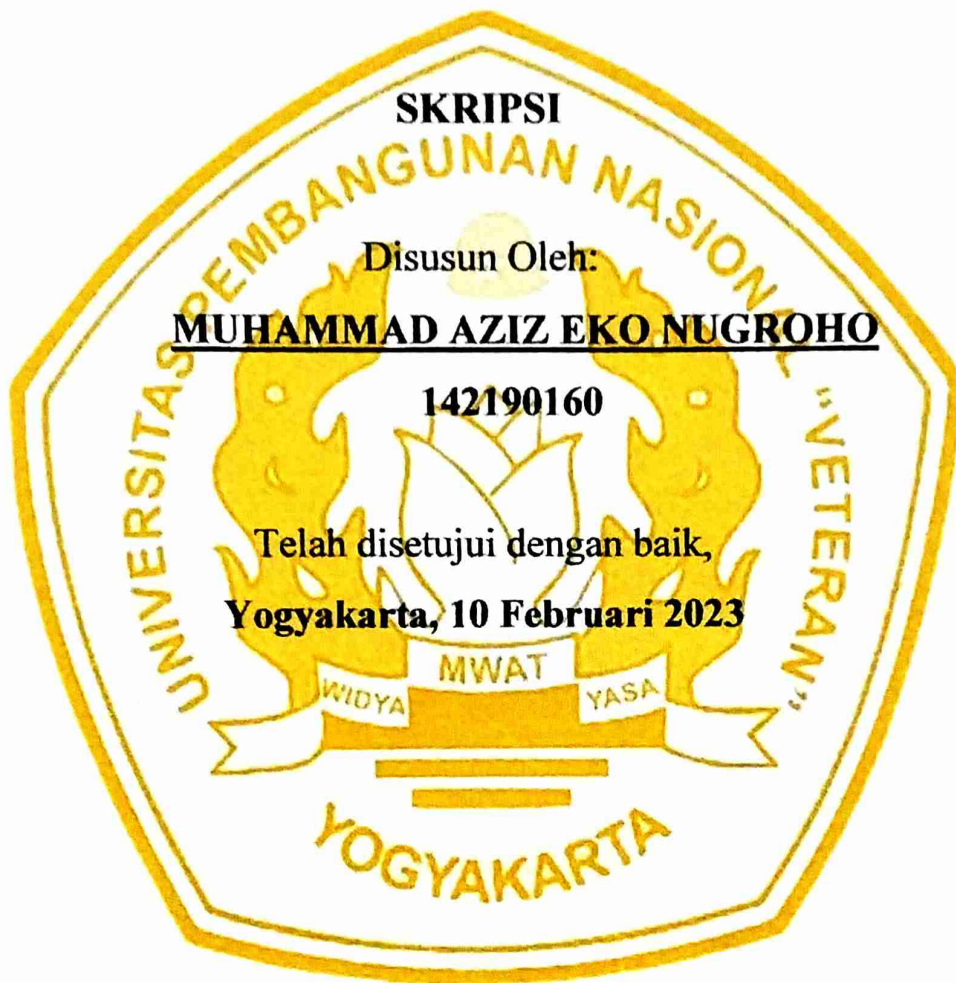 SKRIPSI
UNIVERSITAS PEMBANGUNAN NASIONAL "VETERAN"
Disusun Oleh:
MUHAMMAD AZIZ EKO NUGROHO
142190160
Telah disetujui dengan baik,
Yogyakarta, 10 Februari 2023
WIDYA MWAT YASA
YOGYAKARTA